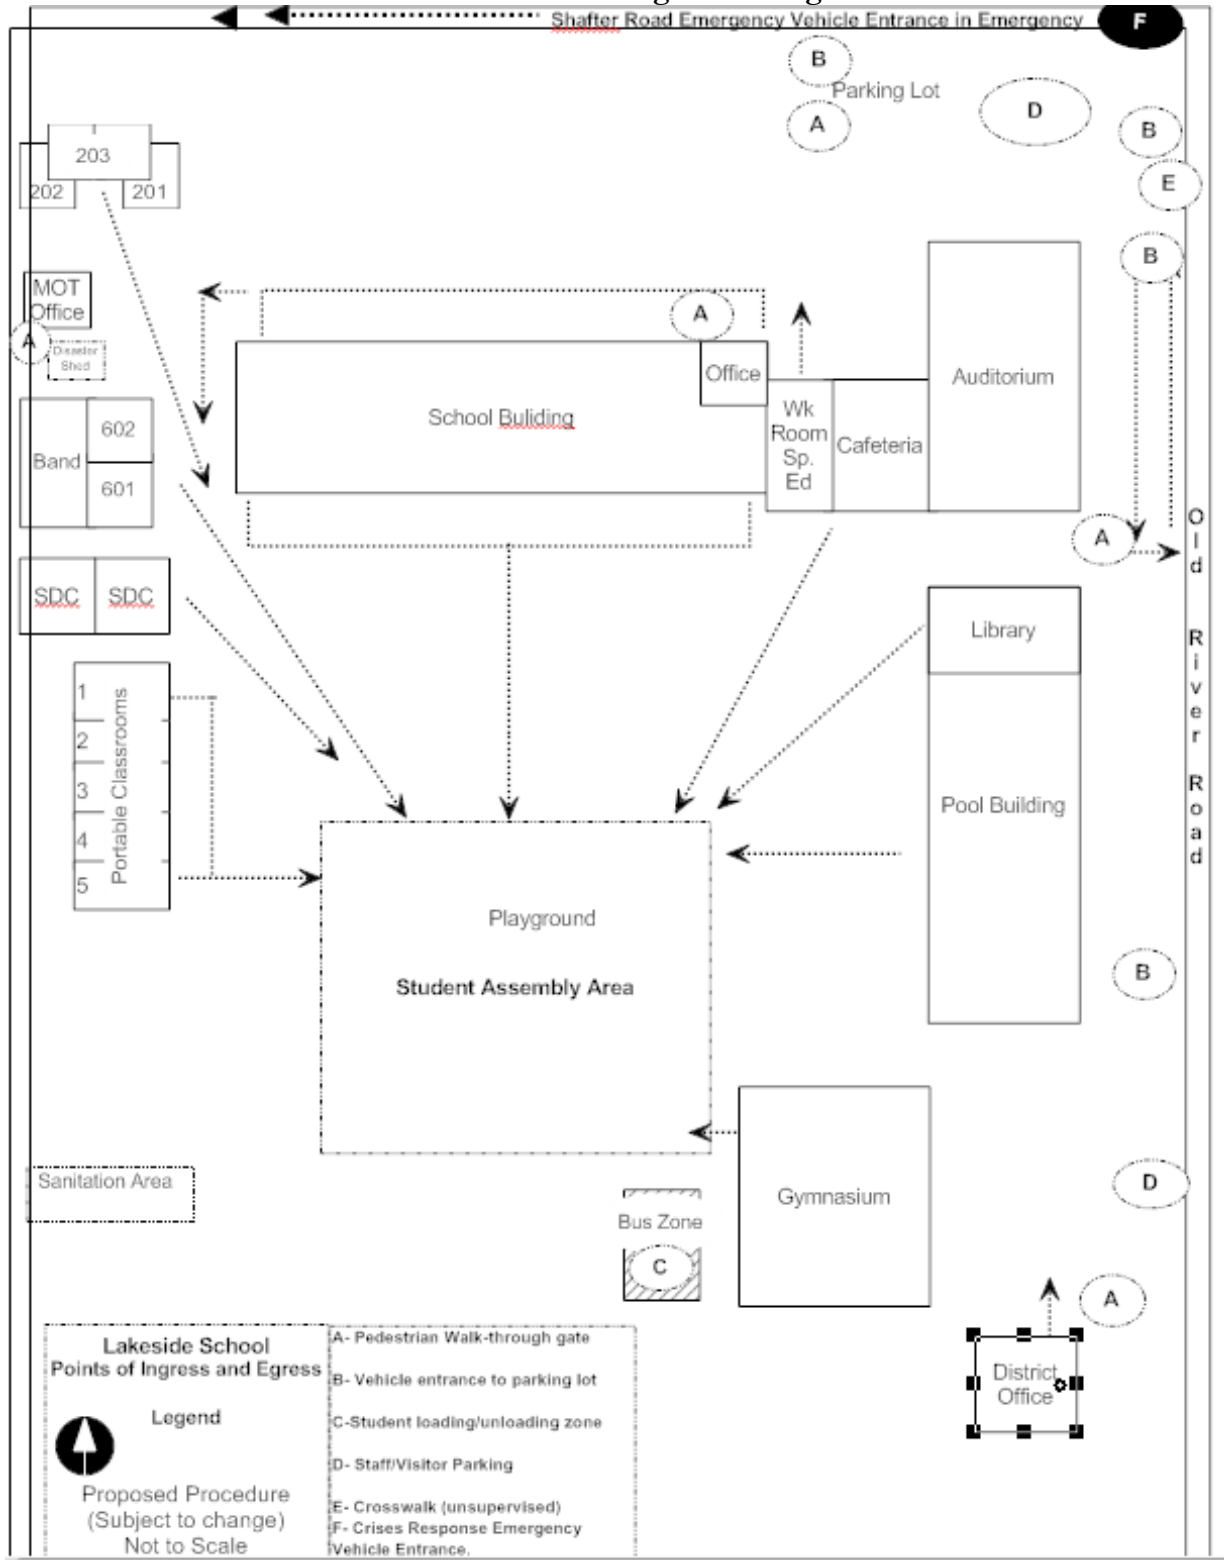 Shafter Road Emergency Vehicle Entrance in Emergency
F
B
Parking Lot
D
A
B
203
E
202
201
B
MOT
Office
A
A
Disaster
Shed
Office
Auditorium
School Buliding
Wk
Room
Sp.
Ed
Cafeteria
602
Band
601
A
Old River Road
SDC
SDC
Library
1
2
3
4
5
Portable Classrooms
Pool Building
Playground
Student Assembly Area
B
Sanitation Area
D
Gymnasium
Bus Zone
C
A
District
Office
Lakeside School
Points of Ingress and Egress
Legend
Proposed Procedure
(Subject to change)
Not to Scale
A- Pedestrian Walk-through gate
B- Vehicle entrance to parking lot
C-Student loading/unloading zone
D- Staff/Visitor Parking
E- Crosswalk (unsupervised)
F- Crises Response Emergency
Vehicle Entrance.